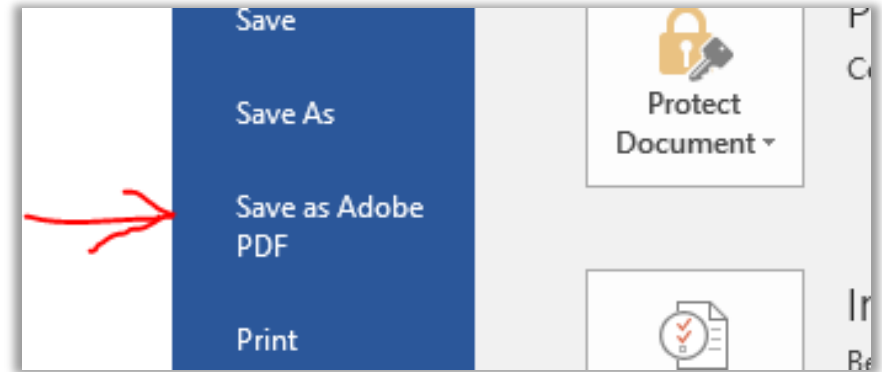 Save
Save As
Save as Adobe
PDF
Print
Protect
Document